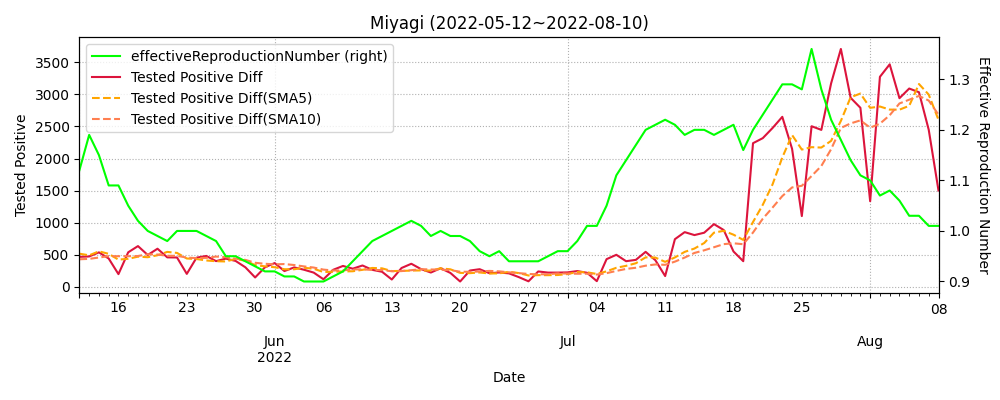 Miyagi (2022-05-12~2022-08-10)
effectiveReproductionNumber (right)
Tested Positive Diff
Tested Positive Diff(SMA5)
Tested Positive Diff(SMA10)
Tested Positive
3500
3000
2500
2000
1500
1000
500
0
Effective Reproduction Number
1.3
1.2
1.1
1.0
0.9
16 23 30 06 13 20 27 04 11 18 25 08
Jun Jul Aug
2022
Date